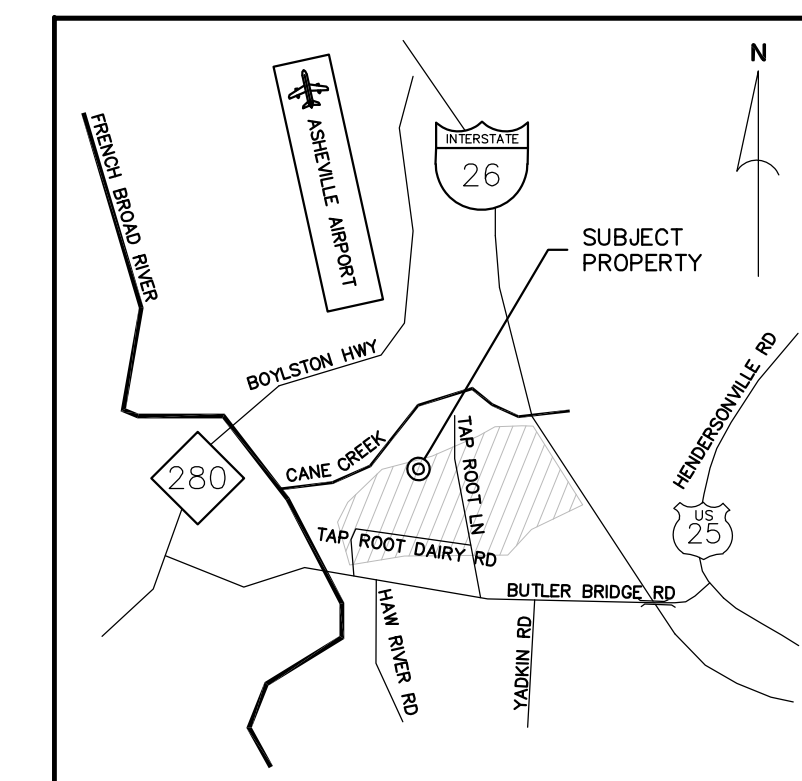 N
INTERSTATE
26
ASHEVILLE AIRPORT
FRENCH BROAD RIVER
SUBJECT
PROPERTY
BOYLSTON HWY
HENDERSONVILLE RD
CANE CREEK
280
TAP ROOT LN
US
25
TAP ROOT DAIRY RD
BUTLER BRIDGE RD
HAW RIVER RD
YADKIN RD